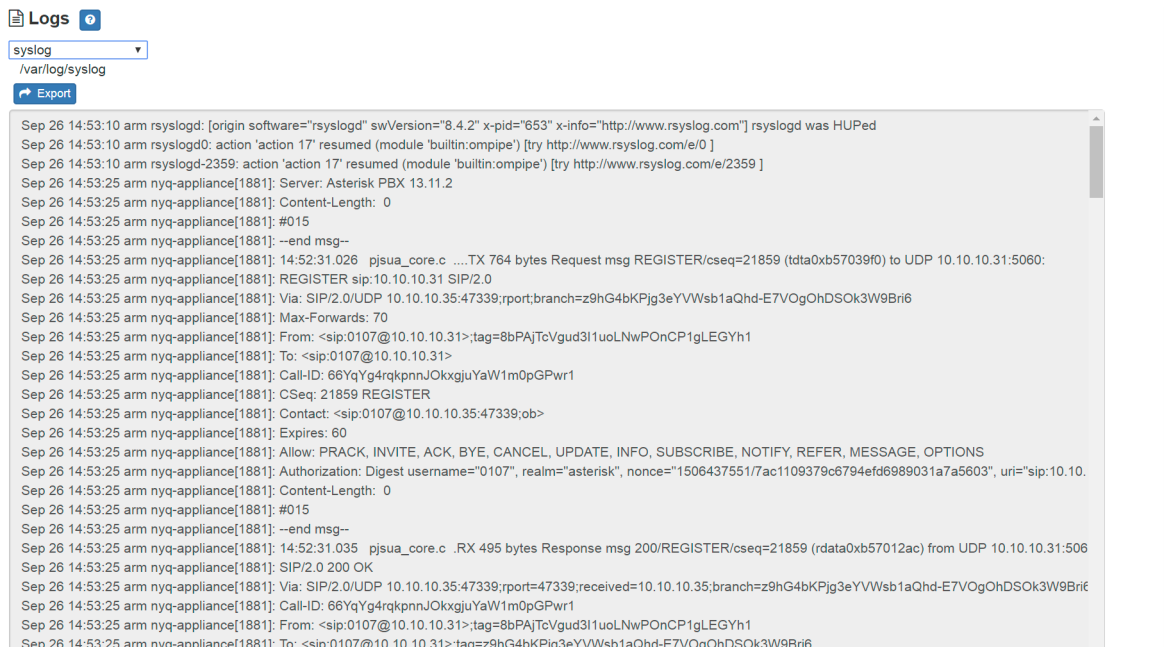 Logs
syslog
/var/log/syslog
Export
Sep 26 14:53:10 arm rsyslogd: [origin software="rsyslogd" swVersion="8.4.2" x-pid="653" x-info="http://www.rsyslog.com"] rsyslogd was HUPed
Sep 26 14:53:10 arm rsyslogd0: action 'action 17' resumed (module 'builtin:ompipe') [try http://www.rsyslog.com/e/0 ]
Sep 26 14:53:10 arm rsyslogd-2359: action 'action 17' resumed (module 'builtin:ompipe') [try http://www.rsyslog.com/e/2359 ]
Sep 26 14:53:25 arm nyq-appliance[1881]: Server: Asterisk PBX 13.11.2
Sep 26 14:53:25 arm nyq-appliance[1881]: Content-Length:  0
Sep 26 14:53:25 arm nyq-appliance[1881]: #015
Sep 26 14:53:25 arm nyq-appliance[1881]: --end msg--
Sep 26 14:53:25 arm nyq-appliance[1881]: 14:52:31.026   pjsua_core.c  ....TX 764 bytes Request msg REGISTER/cseq=21859 (tdta0xb57039f0) to UDP 10.10.10.31:5060:
Sep 26 14:53:25 arm nyq-appliance[1881]: REGISTER sip:10.10.10.31 SIP/2.0
Sep 26 14:53:25 arm nyq-appliance[1881]: Via: SIP/2.0/UDP 10.10.10.35:47339;rport;branch=z9hG4bKPjg3eYVWsb1aQhd-E7VOgOhDSOk3W9Bri6
Sep 26 14:53:25 arm nyq-appliance[1881]: Max-Forwards: 70
Sep 26 14:53:25 arm nyq-appliance[1881]: From: <sip:0107@10.10.10.31>;tag=8bPAjTcVgud3I1uoLNwPOnCP1gLEGYh1
Sep 26 14:53:25 arm nyq-appliance[1881]: To: <sip:0107@10.10.10.31>
Sep 26 14:53:25 arm nyq-appliance[1881]: Call-ID: 66YqYg4rqkpnnJOkxgjuYaW1m0pGPwr1
Sep 26 14:53:25 arm nyq-appliance[1881]: CSeq: 21859 REGISTER
Sep 26 14:53:25 arm nyq-appliance[1881]: Contact: <sip:0107@10.10.10.35:47339;ob>
Sep 26 14:53:25 arm nyq-appliance[1881]: Expires: 60
Sep 26 14:53:25 arm nyq-appliance[1881]: Allow: PRACK, INVITE, ACK, BYE, CANCEL, UPDATE, INFO, SUBSCRIBE, NOTIFY, REFER, MESSAGE, OPTIONS
Sep 26 14:53:25 arm nyq-appliance[1881]: Authorization: Digest username="0107", realm="asterisk", nonce="1506437551/7ac1109379c6794efd6989031a7a5603", uri="sip:10.10.
Sep 26 14:53:25 arm nyq-appliance[1881]: Content-Length:  0
Sep 26 14:53:25 arm nyq-appliance[1881]: #015
Sep 26 14:53:25 arm nyq-appliance[1881]: --end msg--
Sep 26 14:53:25 arm nyq-appliance[1881]: 14:52:31.035   pjsua_core.c  .RX 495 bytes Response msg 200/REGISTER/cseq=21859 (rdata0xb57012ac) from UDP 10.10.10.31:506
Sep 26 14:53:25 arm nyq-appliance[1881]: SIP/2.0 200 OK
Sep 26 14:53:25 arm nyq-appliance[1881]: Via: SIP/2.0/UDP 10.10.10.35:47339;rport=47339;received=10.10.10.35;branch=z9hG4bKPjg3eYVWsb1aQhd-E7VOgOhDSOk3W9Bri6
Sep 26 14:53:25 arm nyq-appliance[1881]: Call-ID: 66YqYg4rqkpnnJOkxgjuYaW1m0pGPwr1
Sep 26 14:53:25 arm nyq-appliance[1881]: From: <sip:0107@10.10.10.31>;tag=8bPAjTcVgud3I1uoLNwPOnCP1gLEGYh1
Sep 26 14:53:25 arm nyq-appliance[1881]: To: <sip:0107@10.10.10.31>;tag=z9hG4bKPjg3eYVWsb1aQhd-E7VOgOhDSOk3W9Bri6